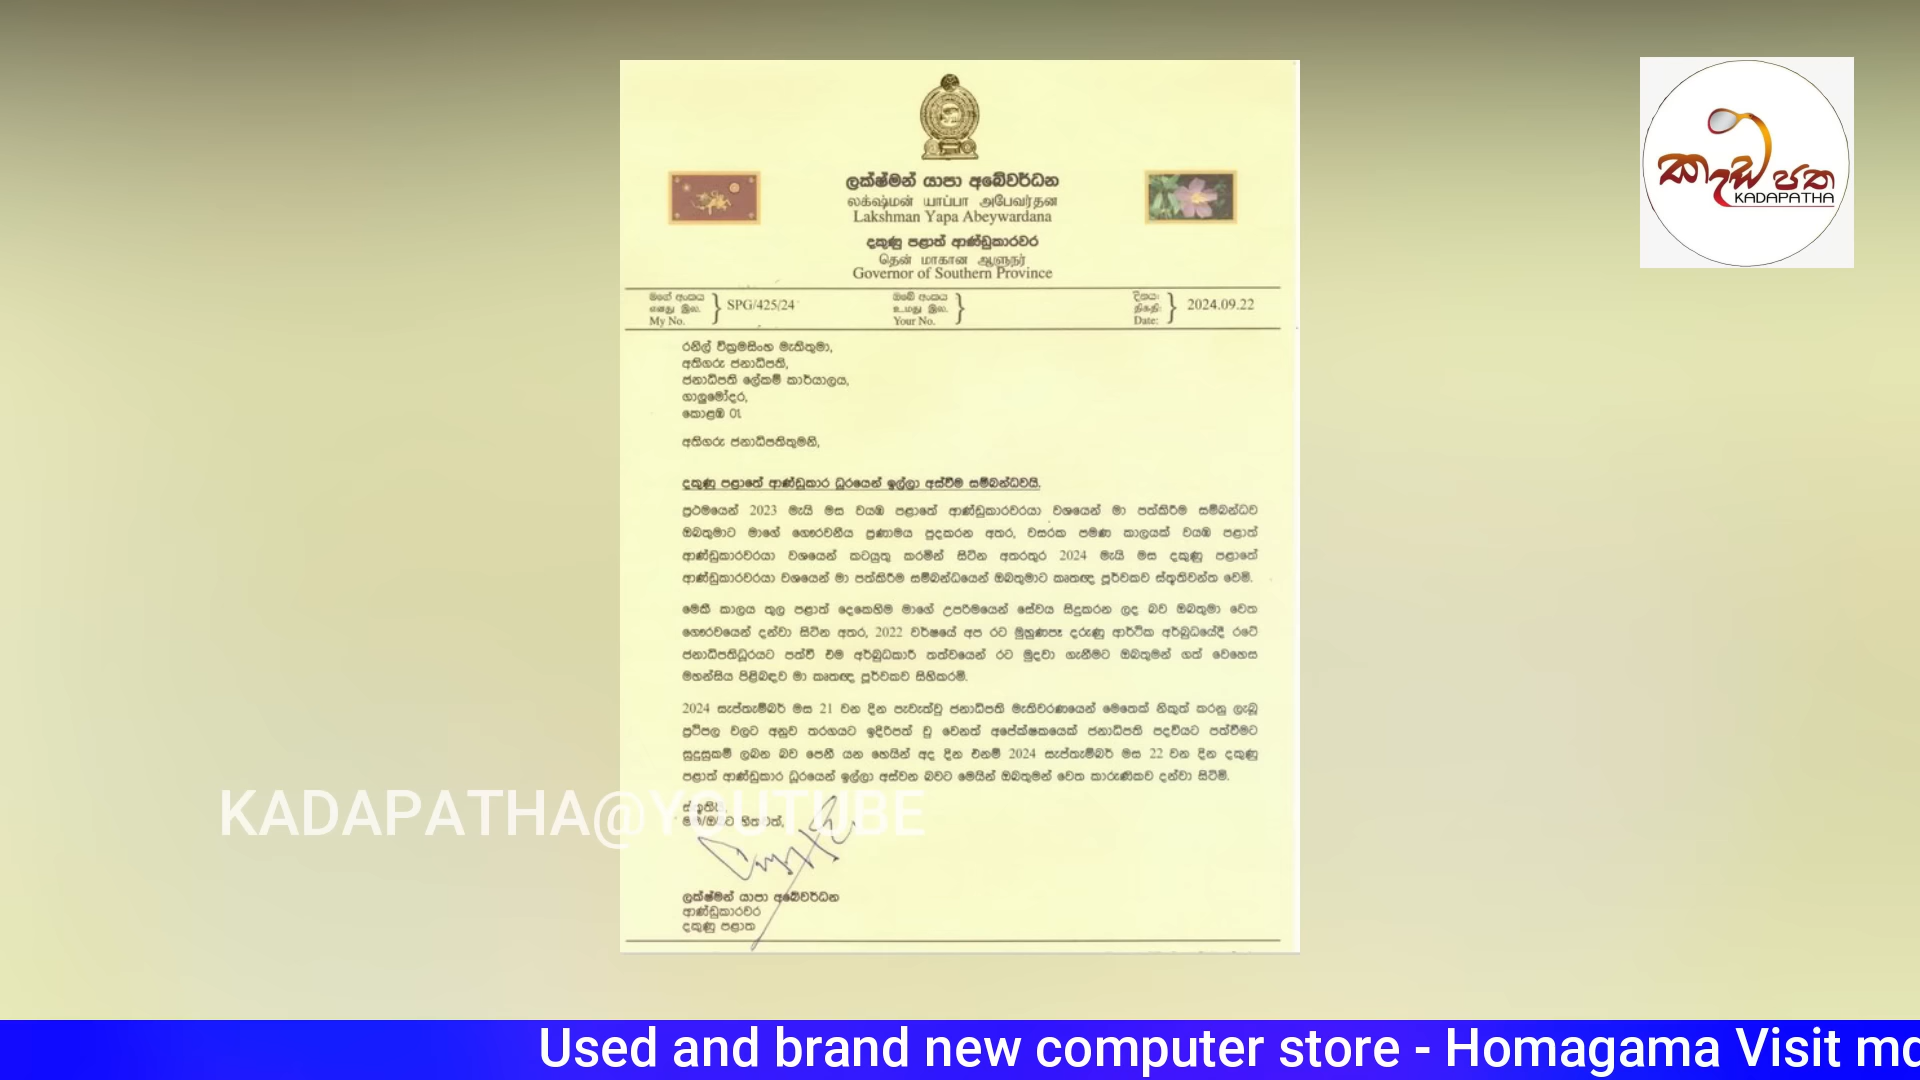 කැඩපත
KADAPATHA
ලක්ෂ්මන් යාපා අබේවර්ධන
லக்ஷ்மன் யாப்பா அபேவர்தன
Lakshman Yapa Abeywardana
දකුණු පළාත් ආණ්ඩුකාරවර
தென் மாகாண ஆளுநர்
Governor of Southern Province
මගේ අංකය
எனது இல.
My No.
SPG/425/24
ඔබේ අංකය
உமது இல.
Your No.
දිනය:
திகதி:
Date:
2024.09.22
රනිල් වික්‍රමසිංහ මැතිතුමා,
අතිගරු ජනාධිපති,
ජනාධිපති ලේකම් කාර්යාලය,
ගාලුමෝදර,
කොළඹ 01
අතිගරු ජනාධිපතිතුමනි,
දකුණු පළාතේ ආණ්ඩුකාර ධුරයෙන් ඉල්ලා අස්වීම සම්බන්ධවයි.
ප්‍රථමයෙන් 2023 මැයි මස වයඹ පළාතේ ආණ්ඩුකාරවරයා වශයෙන් මා පත්කිරීම සම්බන්ධව
ඔබතුමාට මාගේ ගෞරවනීය ප්‍රණාමය පුදකරන අතර, වසරක පමණ කාලයක් වයඹ පළාත්
ආණ්ඩුකාරවරයා වශයෙන් කටයුතු කරමින් සිටින අතරතුර 2024 මැයි මස දකුණු පළාතේ
ආණ්ඩුකාරවරයා වශයෙන් මා පත්කිරීම සම්බන්ධයෙන් ඔබතුමාට කෘතඥ පූර්වකව ස්තූතිවන්ත වෙමි.
මෙකී කාලය තුල පළාත් දෙකෙහිම මාගේ උපරිමයෙන් සේවය සිදුකරන ලද බව ඔබතුමා වෙත
ගෞරවයෙන් දන්වා සිටින අතර, 2022 වර්ෂයේ අප රට මුහුණපෑ දරුණු ආර්ථික අර්බුධයේදී රටේ
ජනාධිපතිධූරයට පත්වී එම අර්බුධකාරී තත්වයෙන් රට මුදවා ගැනීමට ඔබතුමන් ගත් වෙහෙස
මහන්සිය පිළිබඳව මා කෘතඥ පූර්වකව සිහිකරමි.
2024 සැප්තැම්බර් මස 21 වන දින පැවැත්වු ජනාධිපති මැතිවරණයෙන් මෙතෙක් නිකුත් කරනු ලැබූ
ප්‍රථිපල වලට අනුව තරගයට ඉදිරිපත් වු වෙනත් අපේක්ෂකයෙක් ජනාධිපති පදවියට පත්වීමට
සුදුසුකම් ලබන බව පෙනී යන හෙයින් අද දින එනම් 2024 සැප්තැම්බර් මස 22 වන දින දකුණු
පළාත් ආණ්ඩුකාර ධූරයෙන් ඉල්ලා අස්වන බවට මෙයින් ඔබතුමන් වෙත කාරුණිකව දන්වා සිටිමි.
ස්තූතියි,
KADAPATHA@YOUTUBE
ලක්ෂ්මන් යාපා අබේවර්ධන
ආණ්ඩුකාරවර
දකුණු පළාත
Used and brand new computer store - Homagama Visit